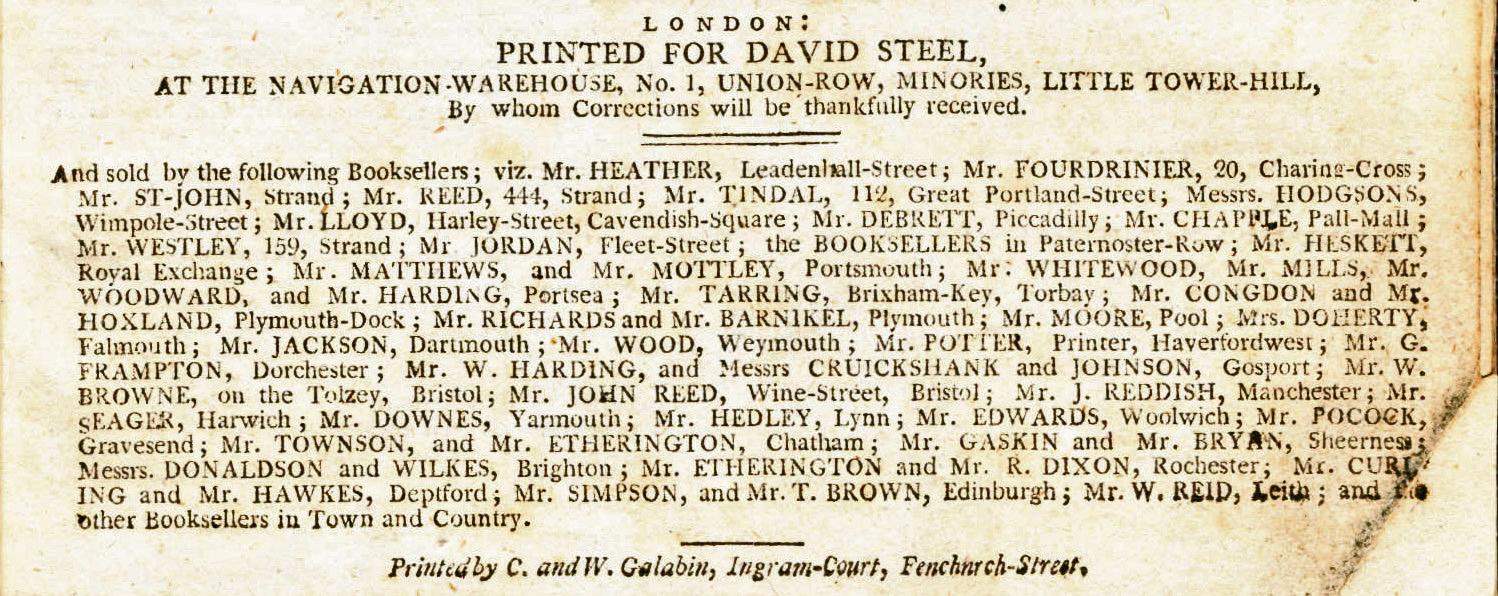 LONDON:
PRINTED FOR DAVID STEEL,
AT THE NAVIGATION-WAREHOUSE, No. 1, UNION-ROW, MINORIES, LITTLE TOWER-HILL,
By whom Corrections will be thankfully received.
And sold by the following Booksellers; viz. Mr. HEATHER, Leadenhall-Street; Mr. FOURDRINIER, 20, Charing-Cross;
Mr. ST-JOHN, Strand; Mr. REED, 444, Strand; Mr. TINDAL, 112, Great Portland-Street; Messrs. HODGSONS,
Wimpole-Street; Mr. LLOYD, Harley-Street, Cavendish-Square; Mr. DEBRETT, Piccadilly; Mr. CHAPPLE, Pall-Mall;
Mr. WESTLEY, 159, Strand; Mr JORDAN, Fleet-Street; the BOOKSELLERS in Paternoster-Row; Mr. HESKETT,
Royal Exchange; Mr. MATTHEWS, and Mr. MOTTLEY, Portsmouth; Mr. WHITEWOOD, Mr. MILLS, Mr.
WOODWARD, and Mr. HARDING, Portsea; Mr. TARRING, Brixham-Key, Torbay; Mr. CONGDON and Mr.
HOXLAND, Plymouth-Dock; Mr. RICHARDS and Mr. BARNIKEL, Plymouth; Mr. MOORE, Pool; Mrs. DOHERTY,
Falmouth; Mr. JACKSON, Dartmouth; Mr. WOOD, Weymouth; Mr. POTTER, Printer, Haverfordwest; Mr. G.
FRAMPTON, Dorchester; Mr. W. HARDING, and Messrs CRUICKSHANK and JOHNSON, Gosport; Mr. W.
BROWNE, on the Tolzey, Bristol; Mr. JOHN REED, Wine-Street, Bristol; Mr. J. REDDISH, Manchester; Mr.
SEAGER, Harwich; Mr. DOWNES, Yarmouth; Mr. HEDLEY, Lynn; Mr. EDWARDS, Woolwich; Mr. POCOCK,
Gravesend; Mr. TOWNSON, and Mr. ETHERINGTON, Chatham; Mr. GASKIN and Mr. BRYAN, Sheerness;
Messrs. DONALDSON and WILKES, Brighton; Mr. ETHERINGTON and Mr. R. DIXON, Rochester; Mr. CURL-
ING and Mr. HAWKES, Deptford; Mr. SIMPSON, and Mr. T. BROWN, Edinburgh; Mr. W. REID, Leith; and the
other Booksellers in Town and Country.
Printed by C. and W. Galabin, Ingram-Court, Fenchnrch-Street.